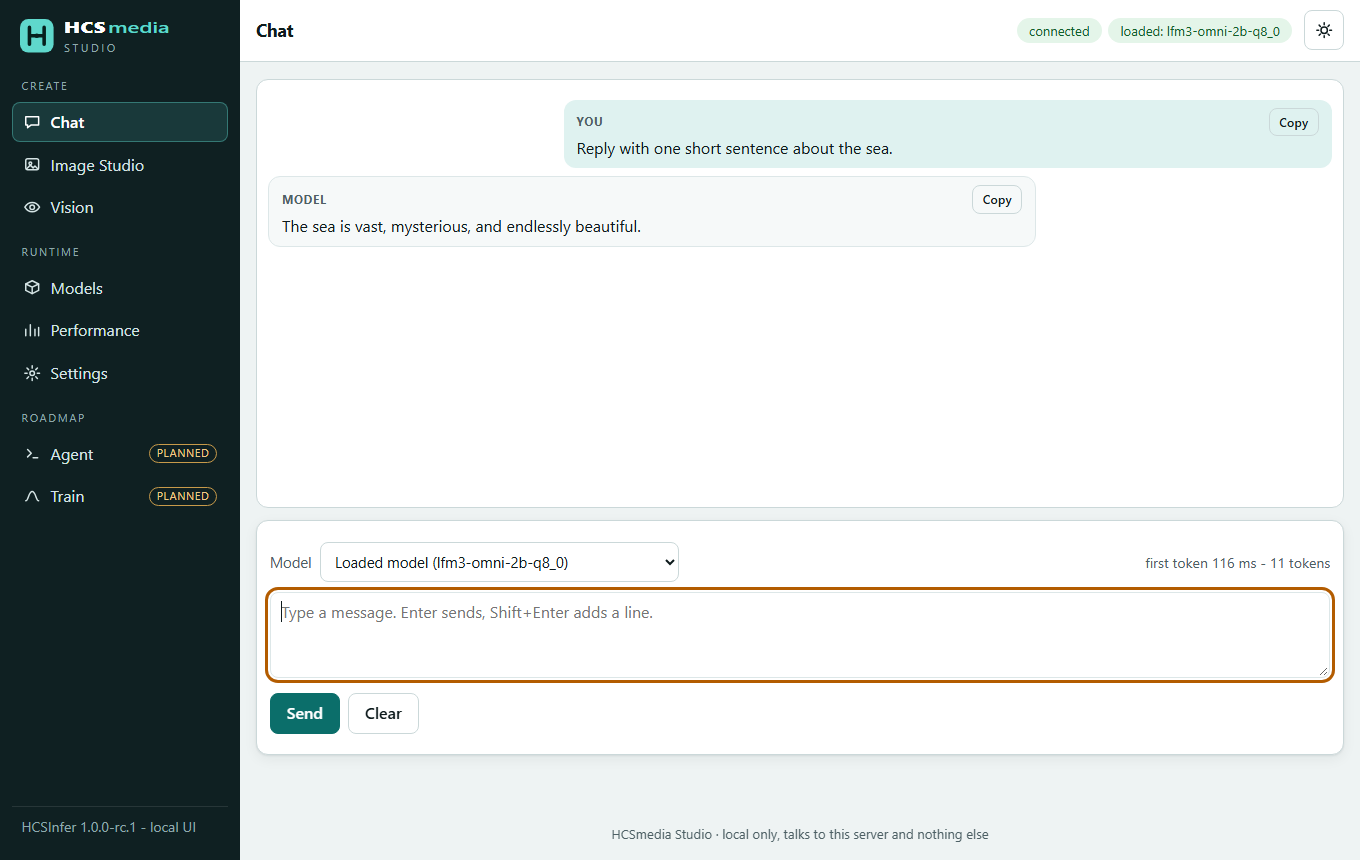 HCSmedia
STUDIO
CREATE
Chat
Image Studio
Vision
RUNTIME
Models
Performance
Settings
ROADMAP
Agent PLANNED
Train PLANNED
HCSInfer 1.0.0-rc.1 - local UI
Chat
connected
loaded: lfm3-omni-2b-q8_0
YOU
Copy
Reply with one short sentence about the sea.
MODEL
Copy
The sea is vast, mysterious, and endlessly beautiful.
Model Loaded model (lfm3-omni-2b-q8_0)
first token 116 ms - 11 tokens
Type a message. Enter sends, Shift+Enter adds a line.
Send
Clear
HCSmedia Studio · local only, talks to this server and nothing else